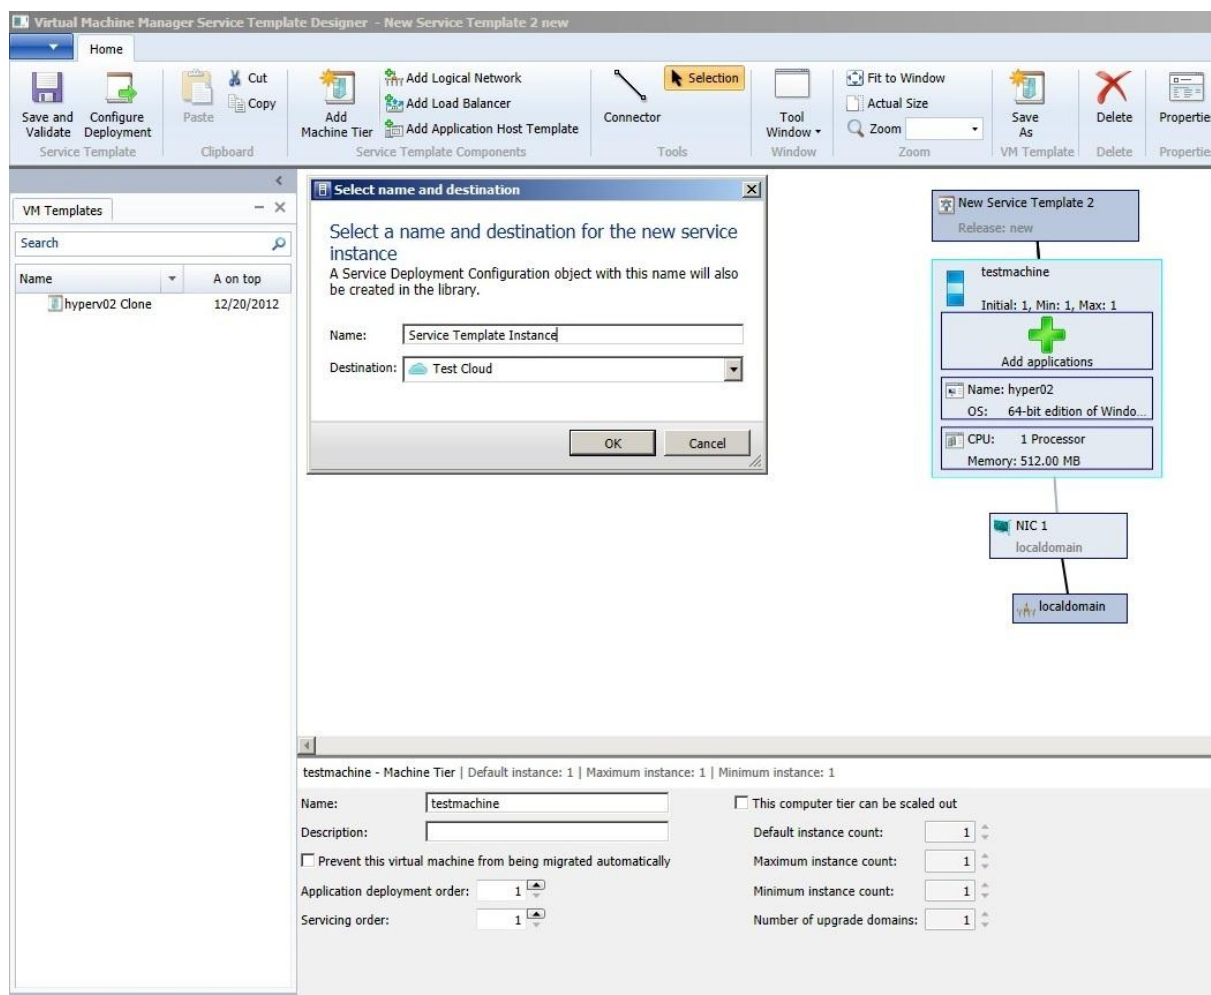 Virtual Machine Manager Service Template Designer - New Service Template 2 new
Home
Save and Validate
Configure Deployment
Service Template
Paste
Cut
Copy
Clipboard
Add Machine Tier
Add Logical Network
Add Load Balancer
Add Application Host Template
Service Template Components
Connector
Selection
Tools
Tool Window
Window
Fit to Window
Actual Size
Zoom
Zoom
Save As
VM Template
Delete
Delete
Propertie
Propertie
VM Templates
Search
Name A on top
hyperv02 Clone 12/20/2012
Select name and destination
Select a name and destination for the new service
instance
A Service Deployment Configuration object with this name will also
be created in the library.
Name: Service Template Instance
Destination: Test Cloud
OK Cancel
New Service Template 2
Release: new
testmachine
Initial: 1, Min: 1, Max: 1
Add applications
Name: hyper02
OS: 64-bit edition of Windo...
CPU: 1 Processor
Memory: 512.00 MB
NIC 1
localdomain
localdomain
testmachine - Machine Tier | Default instance: 1 | Maximum instance: 1 | Minimum instance: 1
Name: testmachine
Description:
Prevent this virtual machine from being migrated automatically
Application deployment order: 1
Servicing order: 1
This computer tier can be scaled out
Default instance count: 1
Maximum instance count: 1
Minimum instance count: 1
Number of upgrade domains: 1